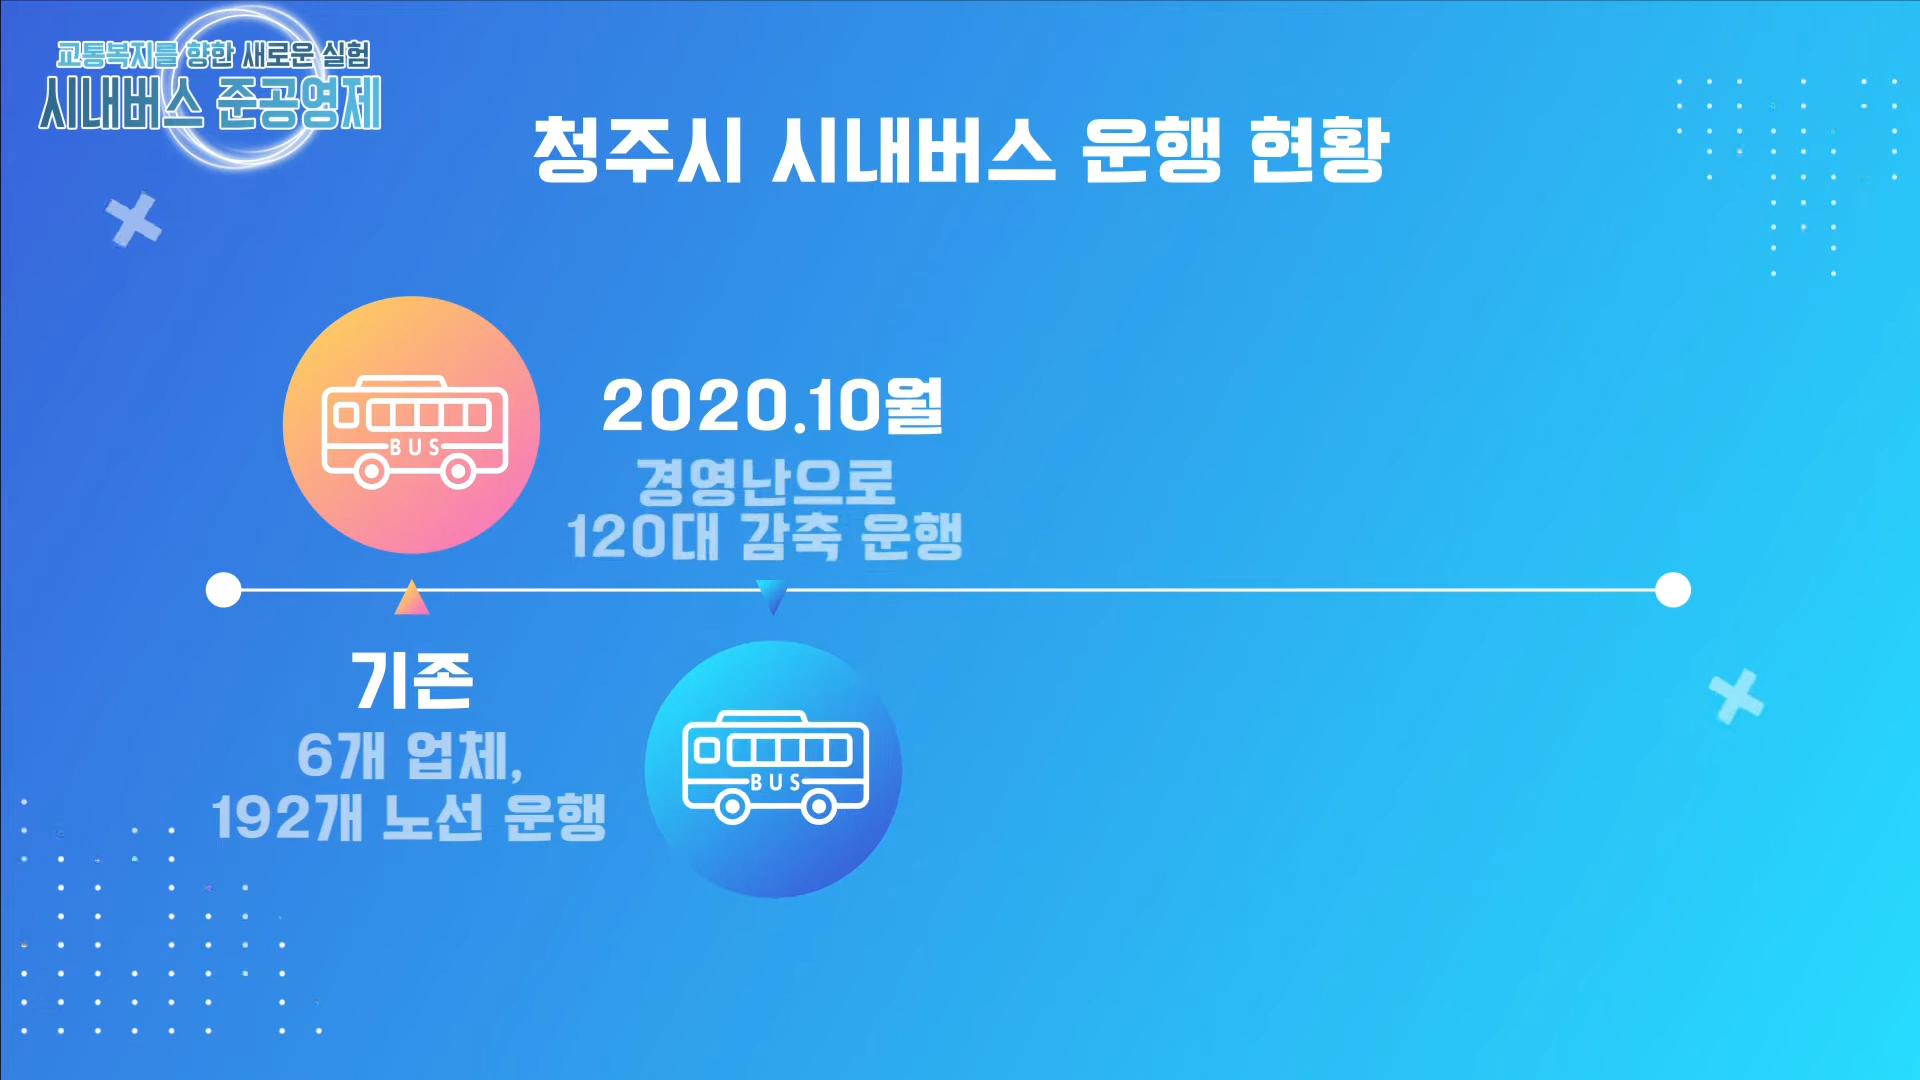 교통복지를 향한 새로운 실험
시내버스 준공영제
청주시 시내버스 운행 현황
BUS
2020.10월
경영난으로
120대 감축 운행
기존
6개 업체,
192개 노선 운행
BUS